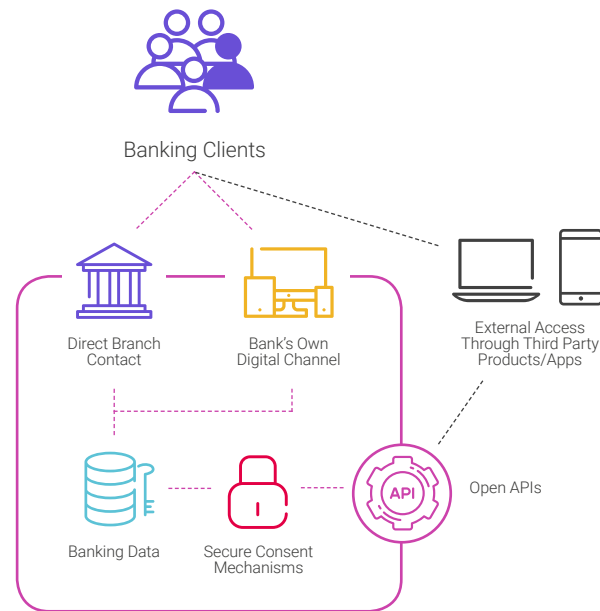 Banking Clients
Direct Branch
Contact
Bank's Own
Digital Channel
External Access
Through Third Party
Products/Apps
Banking Data
Secure Consent
Mechanisms
API
Open APIs